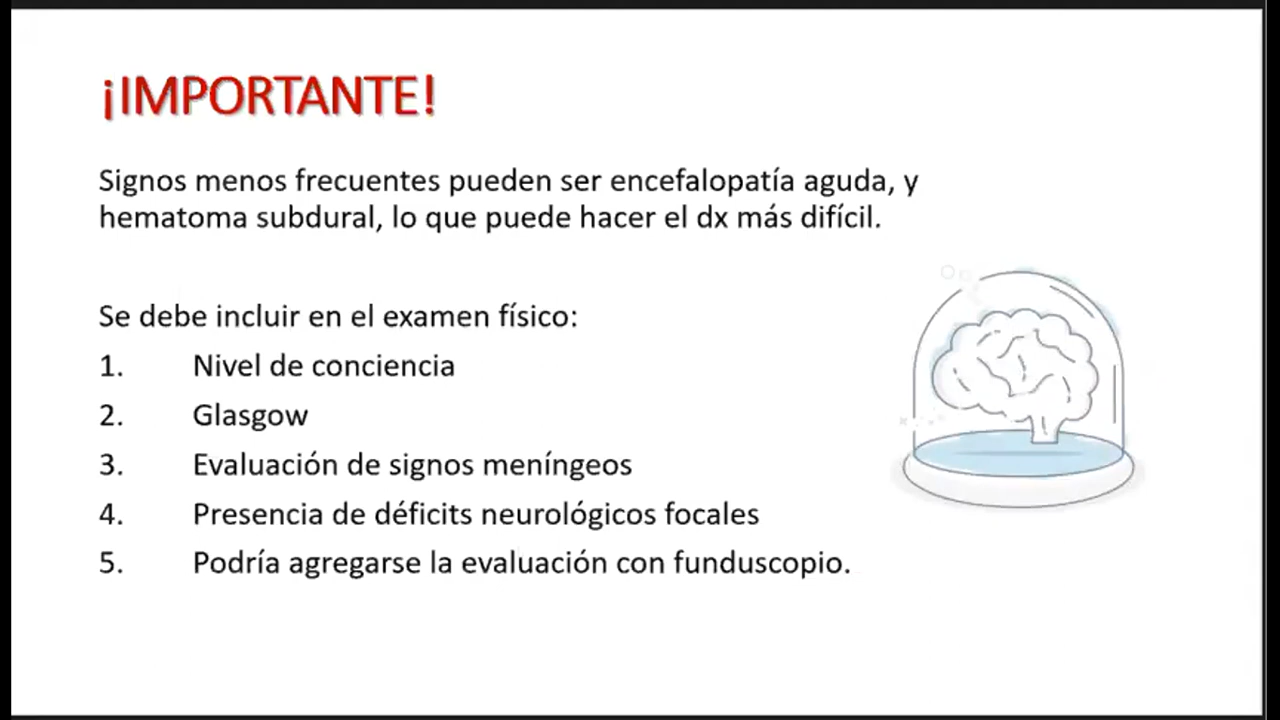 ¡IMPORTANTE!
Signos menos frecuentes pueden ser encefalopatía aguda, y
hematoma subdural, lo que puede hacer el dx más difícil.
Se debe incluir en el examen físico:
1. Nivel de conciencia
2. Glasgow
3. Evaluación de signos meníngeos
4. Presencia de déficits neurológicos focales
5. Podría agregarse la evaluación con funduscopio.